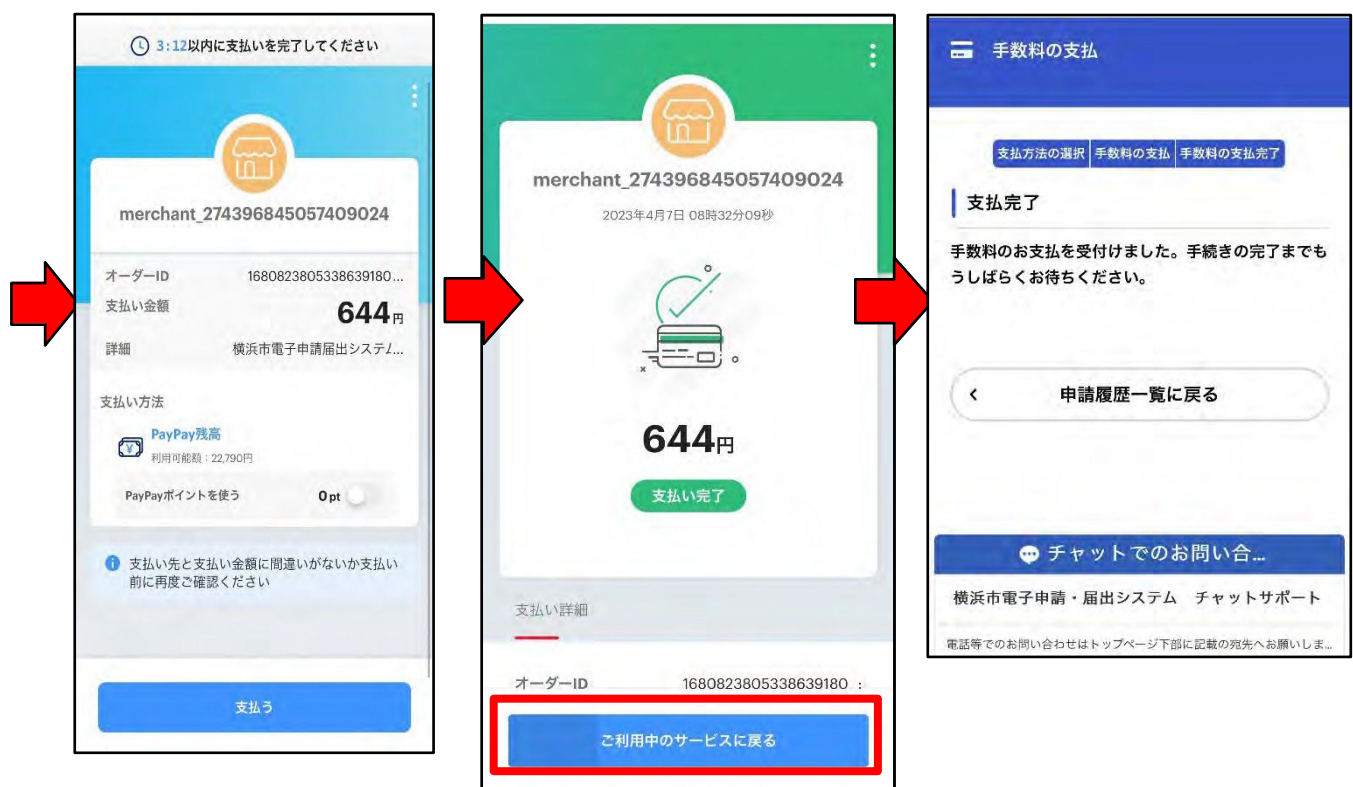 3:12以内に支払いを完了してください
merchant_274396845057409024
オーダーID 1680823805338639180...
支払い金額 644円
詳細 横浜市電子申請届出システム...
支払い方法
PayPay残高
利用可能額：22,790円
PayPayポイントを使う 0 pt
支払い先と支払い金額に間違いがないか支払い
前に再度ご確認ください
支払う
merchant_274396845057409024
2023年4月7日 08時32分09秒
644円
支払い完了
支払い詳細
オーダーID 1680823805338639180 :
ご利用中のサービスに戻る
手数料の支払
支払方法の選択 手数料の支払 手数料の支払完了
支払完了
手数料のお支払を受付けました。手続きの完了までも
うしばらくお待ちください。
申請履歴一覧に戻る
チャットでのお問い合...
横浜市電子申請・届出システム　チャットサポート
電話等でのお問い合わせはトップページ下部に記載の宛先へお願いしま...